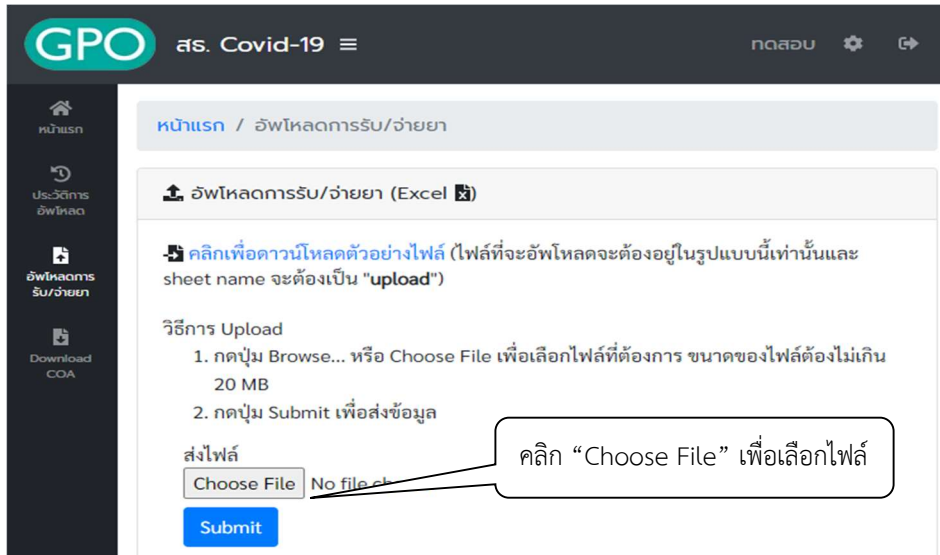 GPO สธ. Covid-19
ทดสอบ
หน้าแรก
ประวัติการ
อัพโหลด
อัพโหลดการ
รับ/จ่ายยา
Download
COA
หน้าแรก / อัพโหลดการรับ/จ่ายยา
อัพโหลดการรับ/จ่ายยา (Excel )
คลิกเพื่อดาวน์โหลดตัวอย่างไฟล์ (ไฟล์ที่จะอัพโหลดจะต้องอยู่ในรูปแบบนี้เท่านั้นและ
sheet name จะต้องเป็น "upload")
วิธีการ Upload
1. กดปุ่ม Browse... หรือ Choose File เพื่อเลือกไฟล์ที่ต้องการ ขนาดของไฟล์ต้องไม่เกิน
20 MB
2. กดปุ่ม Submit เพื่อส่งข้อมูล
ส่งไฟล์
Choose File No file
คลิก “Choose File” เพื่อเลือกไฟล์
Submit